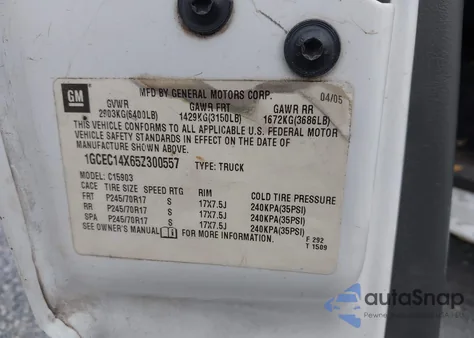 GM
MFD BY GENERAL MOTORS CORP. 04/05
GVWR GAWR FRT GAWR RR
2903KG(6400LB) 1429KG(3150LB) 1672KG(3686LB)
THIS VEHICLE CONFORMS TO ALL APPLICABLE U.S. FEDERAL MOTOR
VEHICLE SAFETY STANDARDS IN EFFECT ON THE DATE OF
MANUFACTURE SHOWN ABOVE.
1GCEC14X65Z300557 TYPE: TRUCK
MODEL: C15903
CACE TIRE SIZE SPEED RTG RIM COLD TIRE PRESSURE
FRT P245/70R17 S 17X7.5J 240KPA(35PSI)
RR P245/70R17 S 17X7.5J 240KPA(35PSI)
SPA P245/70R17 S 17X7.5J 240KPA(35PSI)
SEE OWNER'S MANUAL FOR MORE INFORMATION.
F 292
T 1509
autoSnap